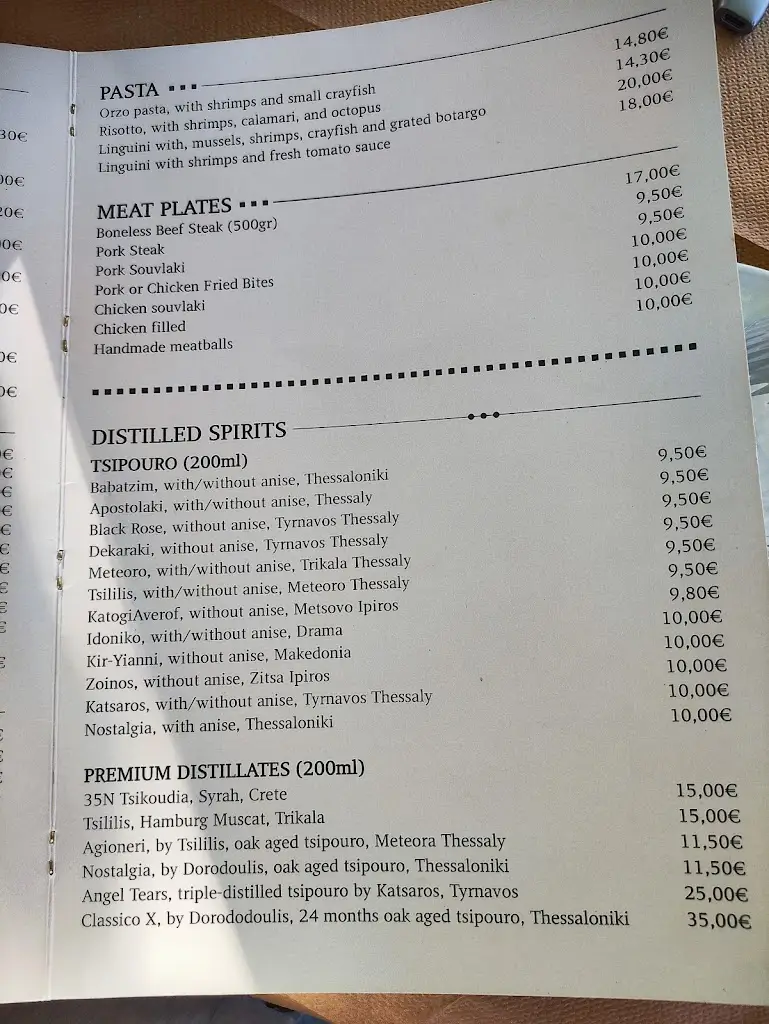 PASTA
Orzo pasta, with shrimps and small crayfish 14,80€
Risotto, with shrimps, calamari, and octopus 14,30€
Linguini with, mussels, shrimps, crayfish and grated botargo 20,00€
Linguini with shrimps and fresh tomato sauce 18,00€
MEAT PLATES
Boneless Beef Steak (500gr) 17,00€
Pork Steak 9,50€
Pork Souvlaki 9,50€
Pork or Chicken Fried Bites 10,00€
Chicken souvlaki 10,00€
Chicken filled 10,00€
Handmade meatballs 10,00€
DISTILLED SPIRITS
TSIPOURO (200ml)
Babatzim, with/without anise, Thessaloniki 9,50€
Apostolaki, with/without anise, Thessaly 9,50€
Black Rose, without anise, Tyrnavos Thessaly 9,50€
Dekaraki, without anise, Tyrnavos Thessaly 9,50€
Meteoro, with/without anise, Trikala Thessaly 9,50€
Tsililis, with/without anise, Meteoro Thessaly 9,50€
KatogiAverof, without anise, Metsovo Ipiros 9,80€
Idoniko, with/without anise, Drama 10,00€
Kir-Yianni, without anise, Makedonia 10,00€
Zoinos, without anise, Zitsa Ipiros 10,00€
Katsaros, with/without anise, Tyrnavos Thessaly 10,00€
Nostalgia, with anise, Thessaloniki 10,00€
PREMIUM DISTILLATES (200ml)
35N Tsikoudia, Syrah, Crete 15,00€
Tsililis, Hamburg Muscat, Trikala 15,00€
Agioneri, by Tsililis, oak aged tsipouro, Meteora Thessaly 11,50€
Nostalgia, by Dorodoulis, oak aged tsipouro, Thessaloniki 11,50€
Angel Tears, triple-distilled tsipouro by Katsaros, Tyrnavos 25,00€
Classico X, by Dorododoulis, 24 months oak aged tsipouro, Thessaloniki 35,00€